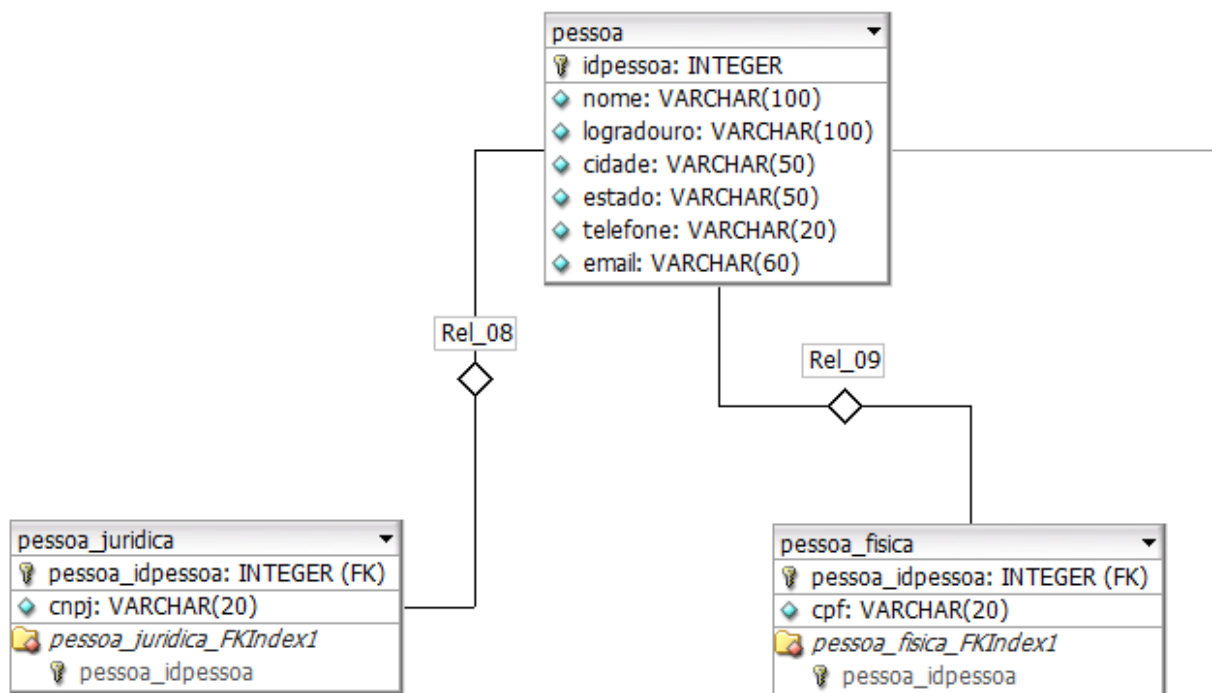 pessoa
idpessoa: INTEGER
nome: VARCHAR(100)
logradouro: VARCHAR(100)
cidade: VARCHAR(50)
estado: VARCHAR(50)
telefone: VARCHAR(20)
email: VARCHAR(60)
Rel_08
Rel_09
pessoa_juridica
pessoa_idpessoa: INTEGER (FK)
cnpj: VARCHAR(20)
pessoa_juridica_FKIndex1
pessoa_idpessoa
pessoa_fisica
pessoa_idpessoa: INTEGER (FK)
cpf: VARCHAR(20)
pessoa_fisica_FKIndex1
pessoa_idpessoa